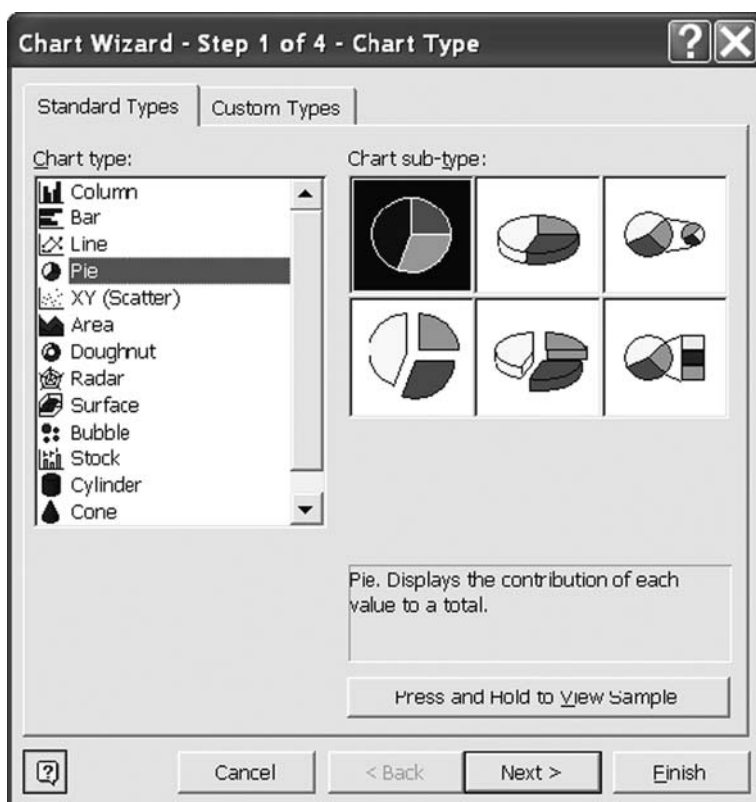 Chart Wizard - Step 1 of 4 - Chart Type
Standard Types
Custom Types
Chart type:
Column
Bar
Line
Pie
XY (Scatter)
Area
Doughnut
Radar
Surface
Bubble
Stock
Cylinder
Cone
Chart sub-type:
Pie. Displays the contribution of each
value to a total.
Press and Hold to View Sample
Cancel
< Back
Next >
Finish